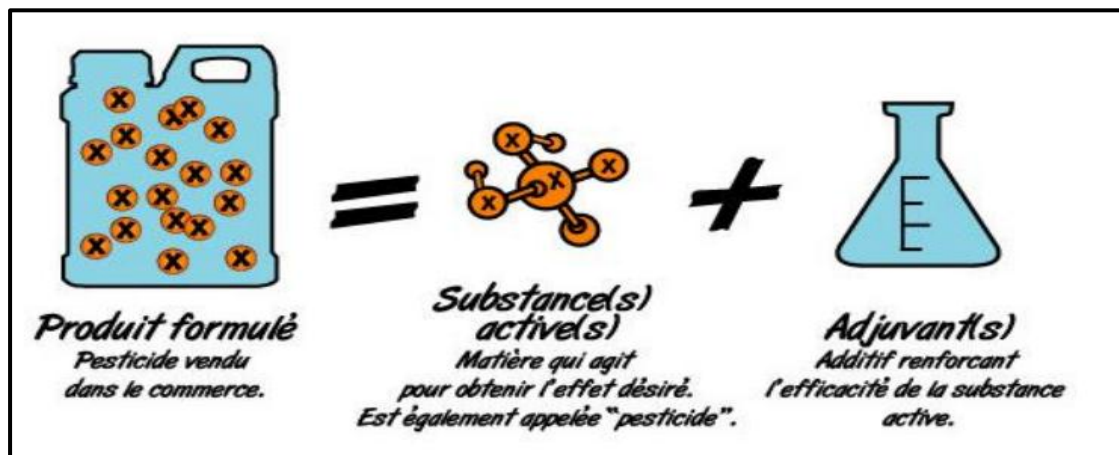 Produit formulé
Pesticide vendu
dans le commerce.
Substance(s)
active(s)
Matière qui agit
pour obtenir l'effet désiré.
Est également appelée "pesticide".
Adjuvant(s)
Additif renforcant
l'efficacité de la substance
active.